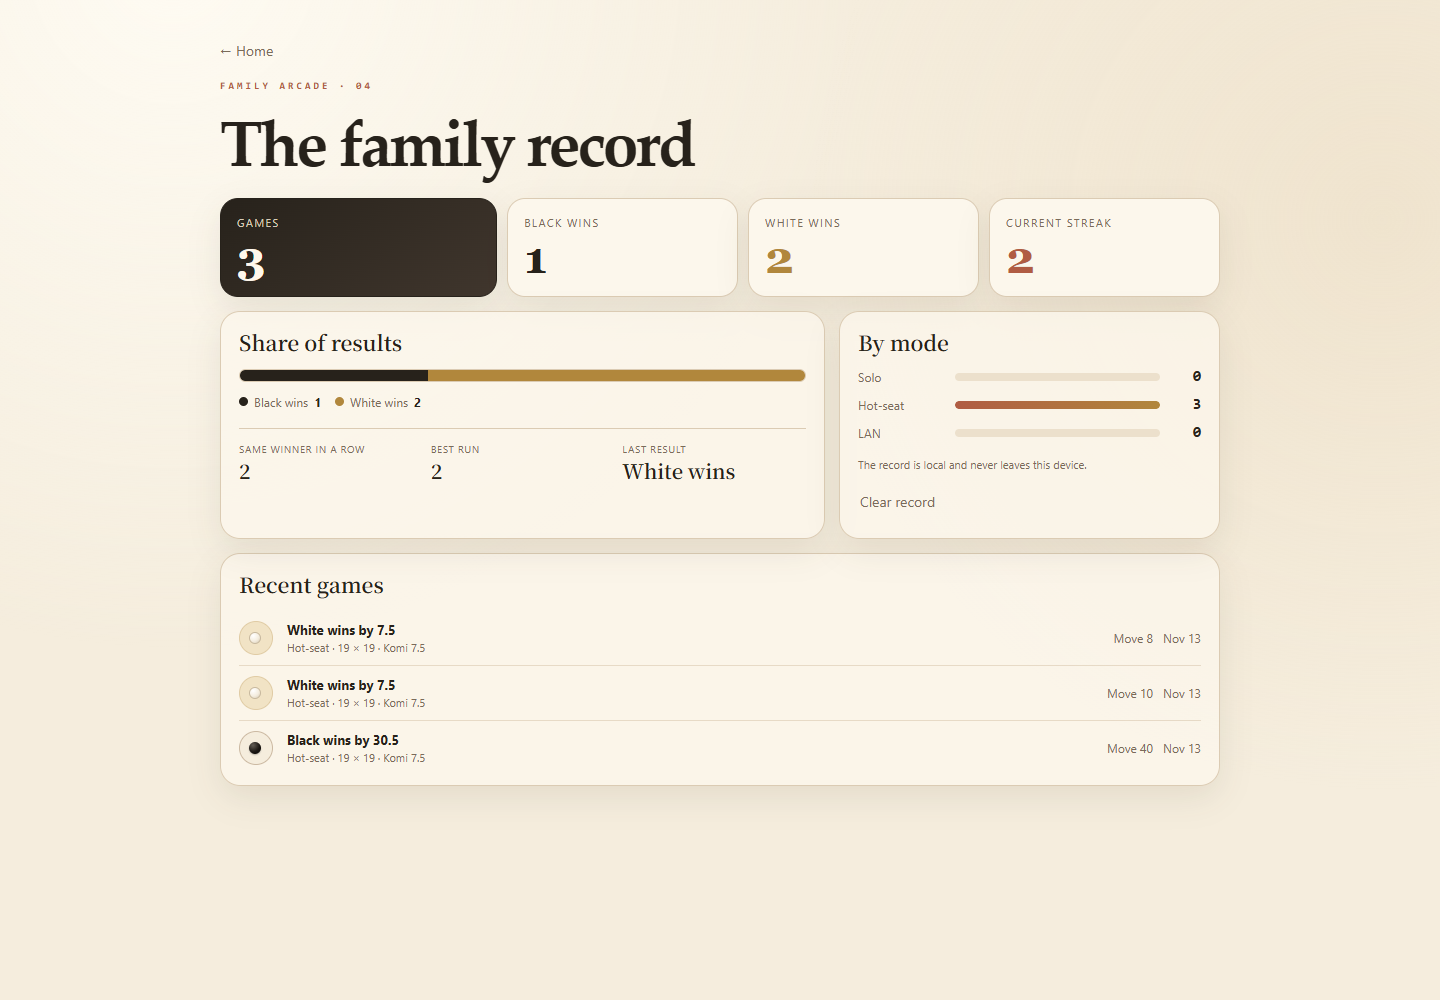 ← Home
FAMILY ARCADE · 04
The family record
GAMES
3
BLACK WINS
1
WHITE WINS
2
CURRENT STREAK
2
Share of results
Black wins 1 White wins 2
SAME WINNER IN A ROW
2
BEST RUN
2
LAST RESULT
White wins
By mode
Solo 0
Hot-seat 3
LAN 0
The record is local and never leaves this device.
Clear record
Recent games
White wins by 7.5
Hot-seat · 19 × 19 · Komi 7.5
Move 8 Nov 13
White wins by 7.5
Hot-seat · 19 × 19 · Komi 7.5
Move 10 Nov 13
Black wins by 30.5
Hot-seat · 19 × 19 · Komi 7.5
Move 40 Nov 13